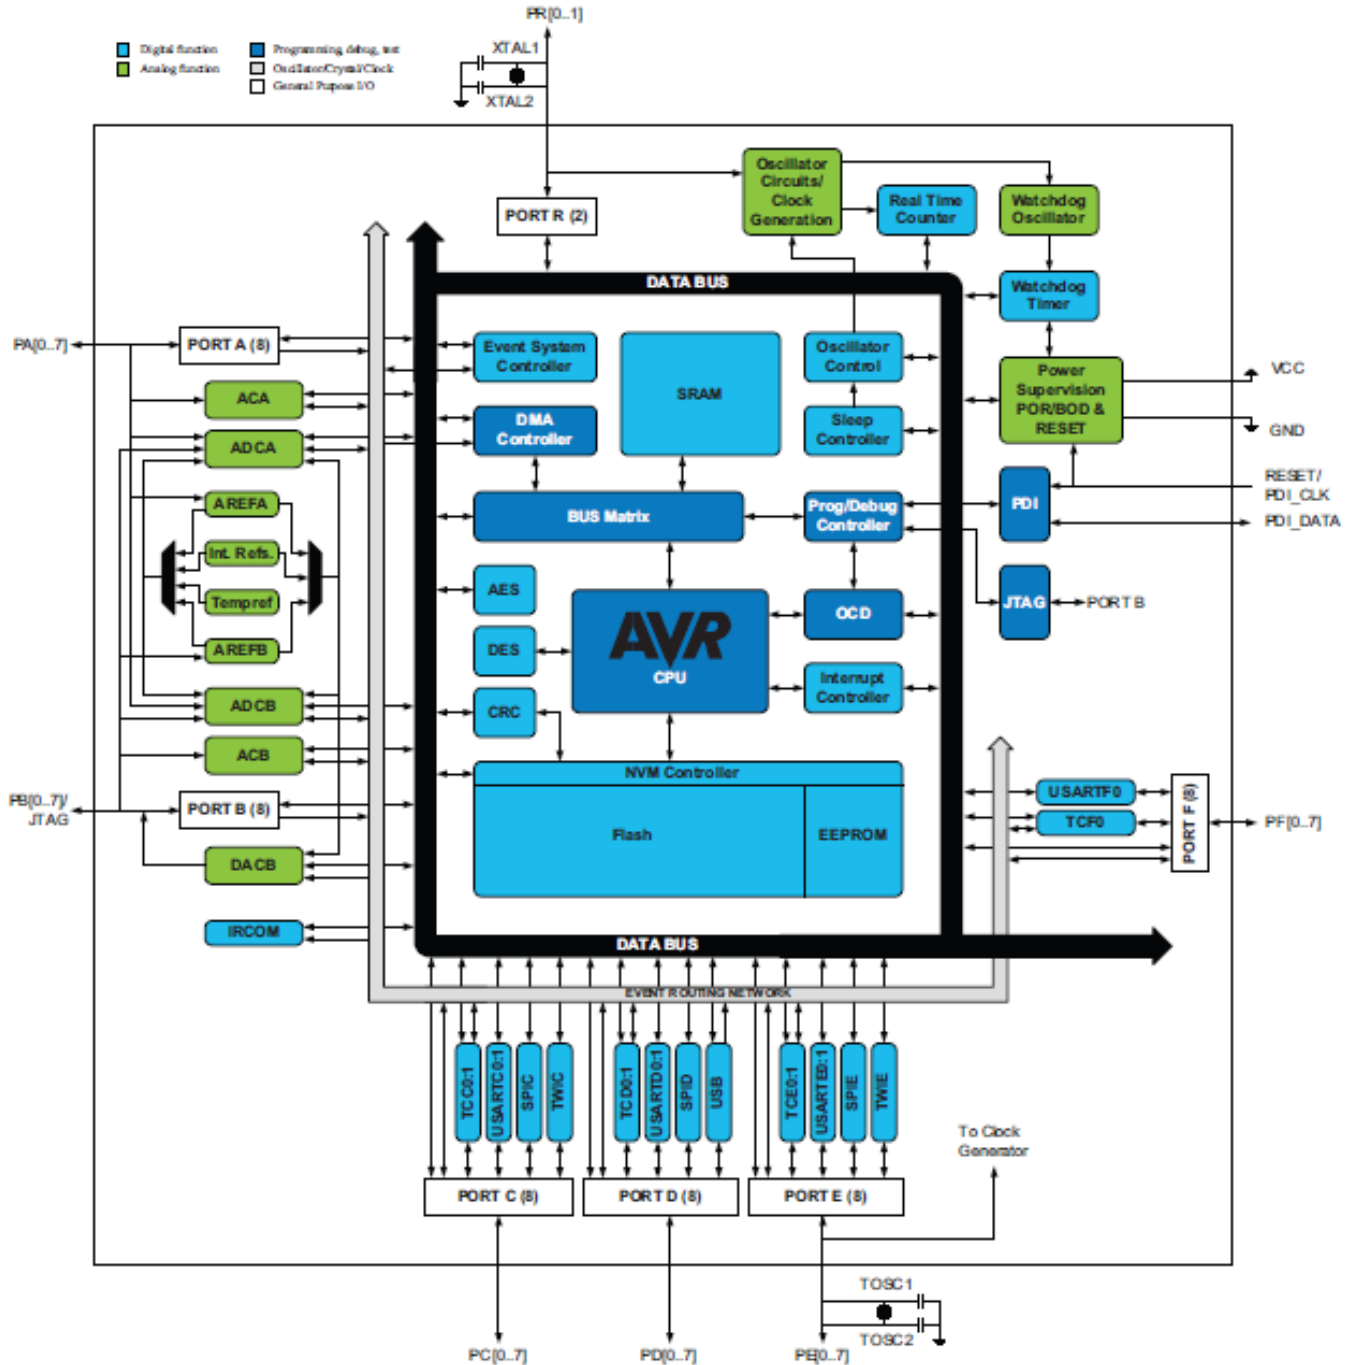 PR[0..1]
XTAL1
XTAL2
Digital function
Analog function
Programming, debug, test
Oscillator/Crystal/Clock
General Purpose I/O
PORT R (2)
Oscillator
Circuits/
Clock
Generation
Real Time
Counter
Watchdog
Oscillator
Watchdog
Timer
DATA BUS
PA[0..7]
PORT A (8)
Event System
Controller
SRAM
Oscillator
Control
Power
Supervision
POR/BOD &
RESET
VCC
GND
ACA
DMA
Controller
Sleep
Controller
ADCA
RESET/
PDI_CLK
PDI_DATA
AREFA
BUS Matrix
Prog/Debug
Controller
PDI
Int. Refs.
Tempref
AREFB
AES
DES
CRC
AVR
CPU
OCD
JTAG
PORT B
Interrupt
Controller
ADCB
ACB
NVM Controller
Flash
EEPROM
PB[0..7]/
JTAG
PORT B (8)
DACB
IRCOM
USARTF0
TCF0
PORT F (8)
PF[0..7]
DATA BUS
EVENT ROUTING NETWORK
TCC0:1
USARTC0:1
SPIC
TWIC
TCD0:1
USARTD0:1
SPID
USB
TCE0:1
USARTE0:1
SPIE
TWIE
To Clock
Generator
PORT C (8)
PORT D (8)
PORT E (8)
TOSC1
TOSC2
PC[0..7]
PD[0..7]
PE[0..7]